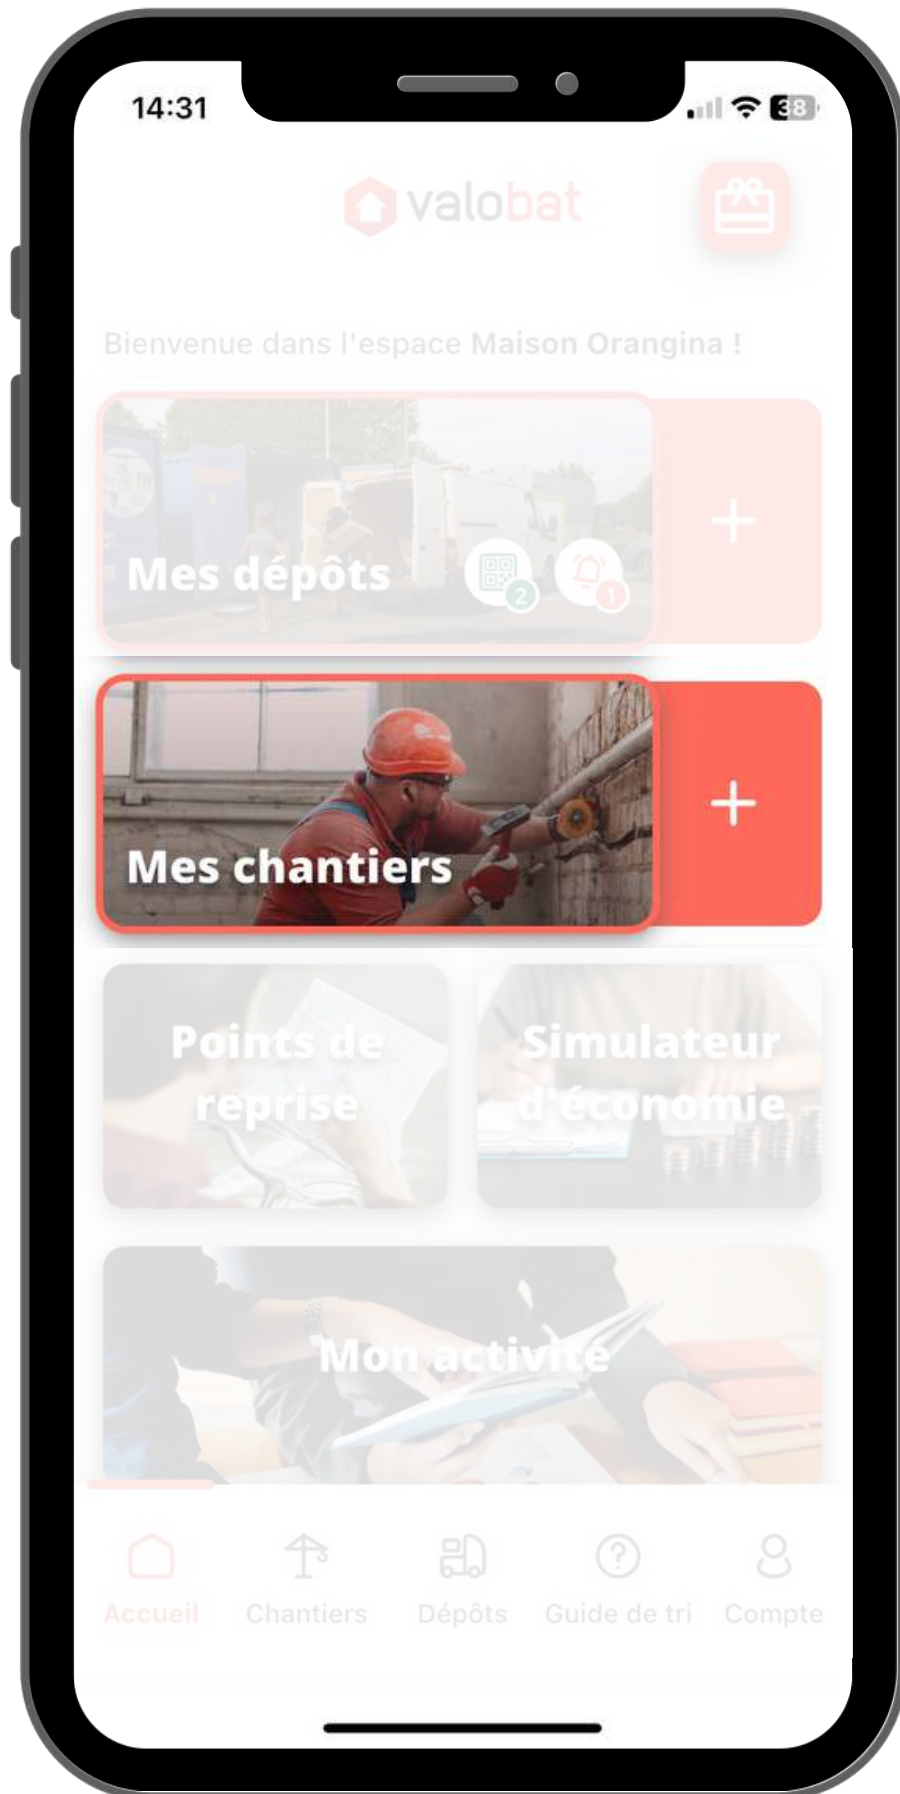 14:31
38
valobat
Bienvenue dans l'espace Maison Orangina !
Mes dépôts
2
1
Mes chantiers
Points de
reprise
Simulateur
d'économie
Mon activité
Accueil
Chantiers
Dépôts
Guide de tri
Compte